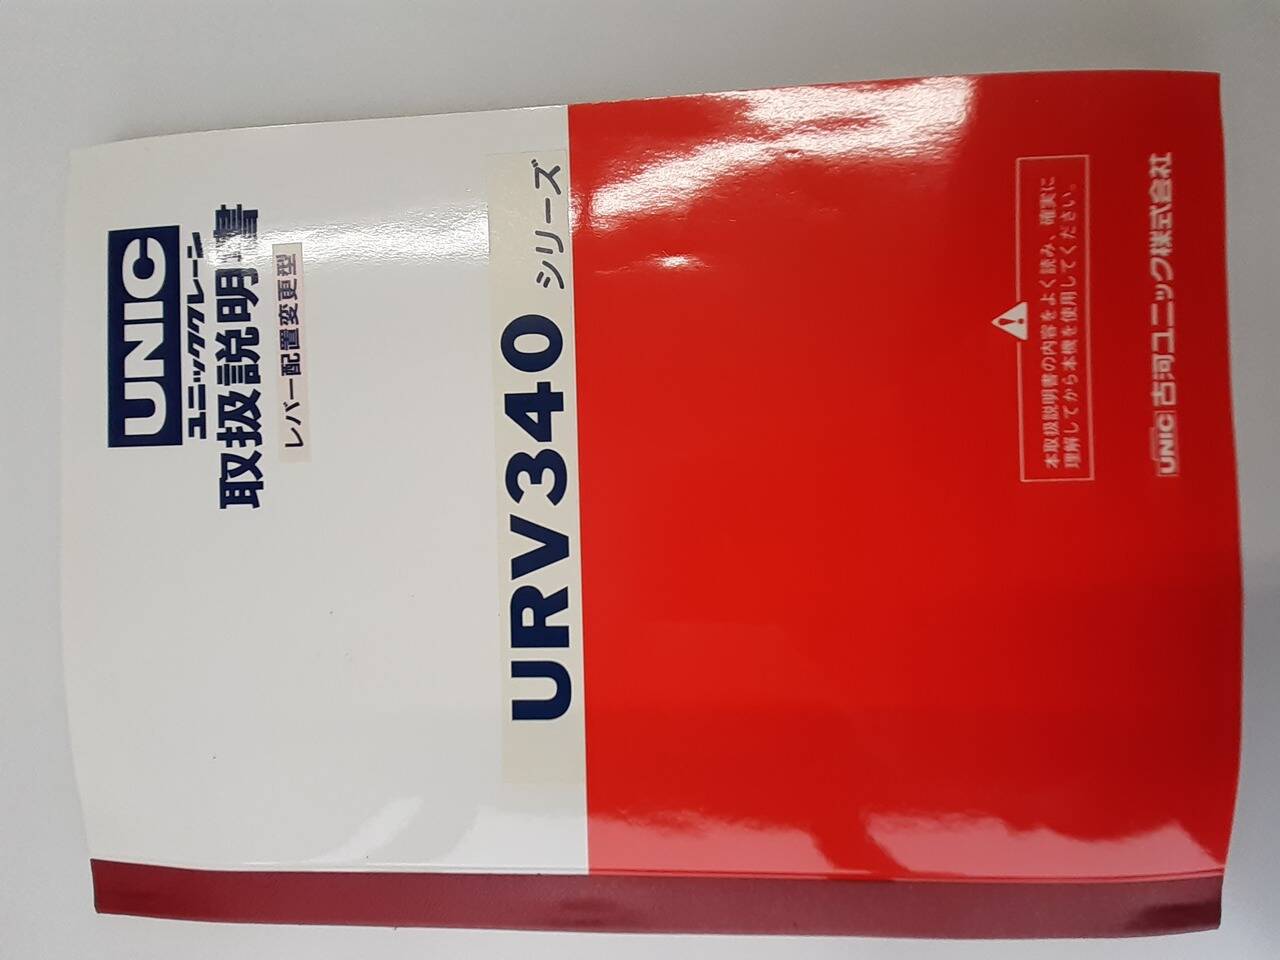 UNIC
ユニッククレーン
取扱説明書
レバー配置変更型
URV340 シリーズ
本取扱説明書の内容をよく読み、確実に
理解してから本機を使用してください。
UNIC 古河ユニック株式会社